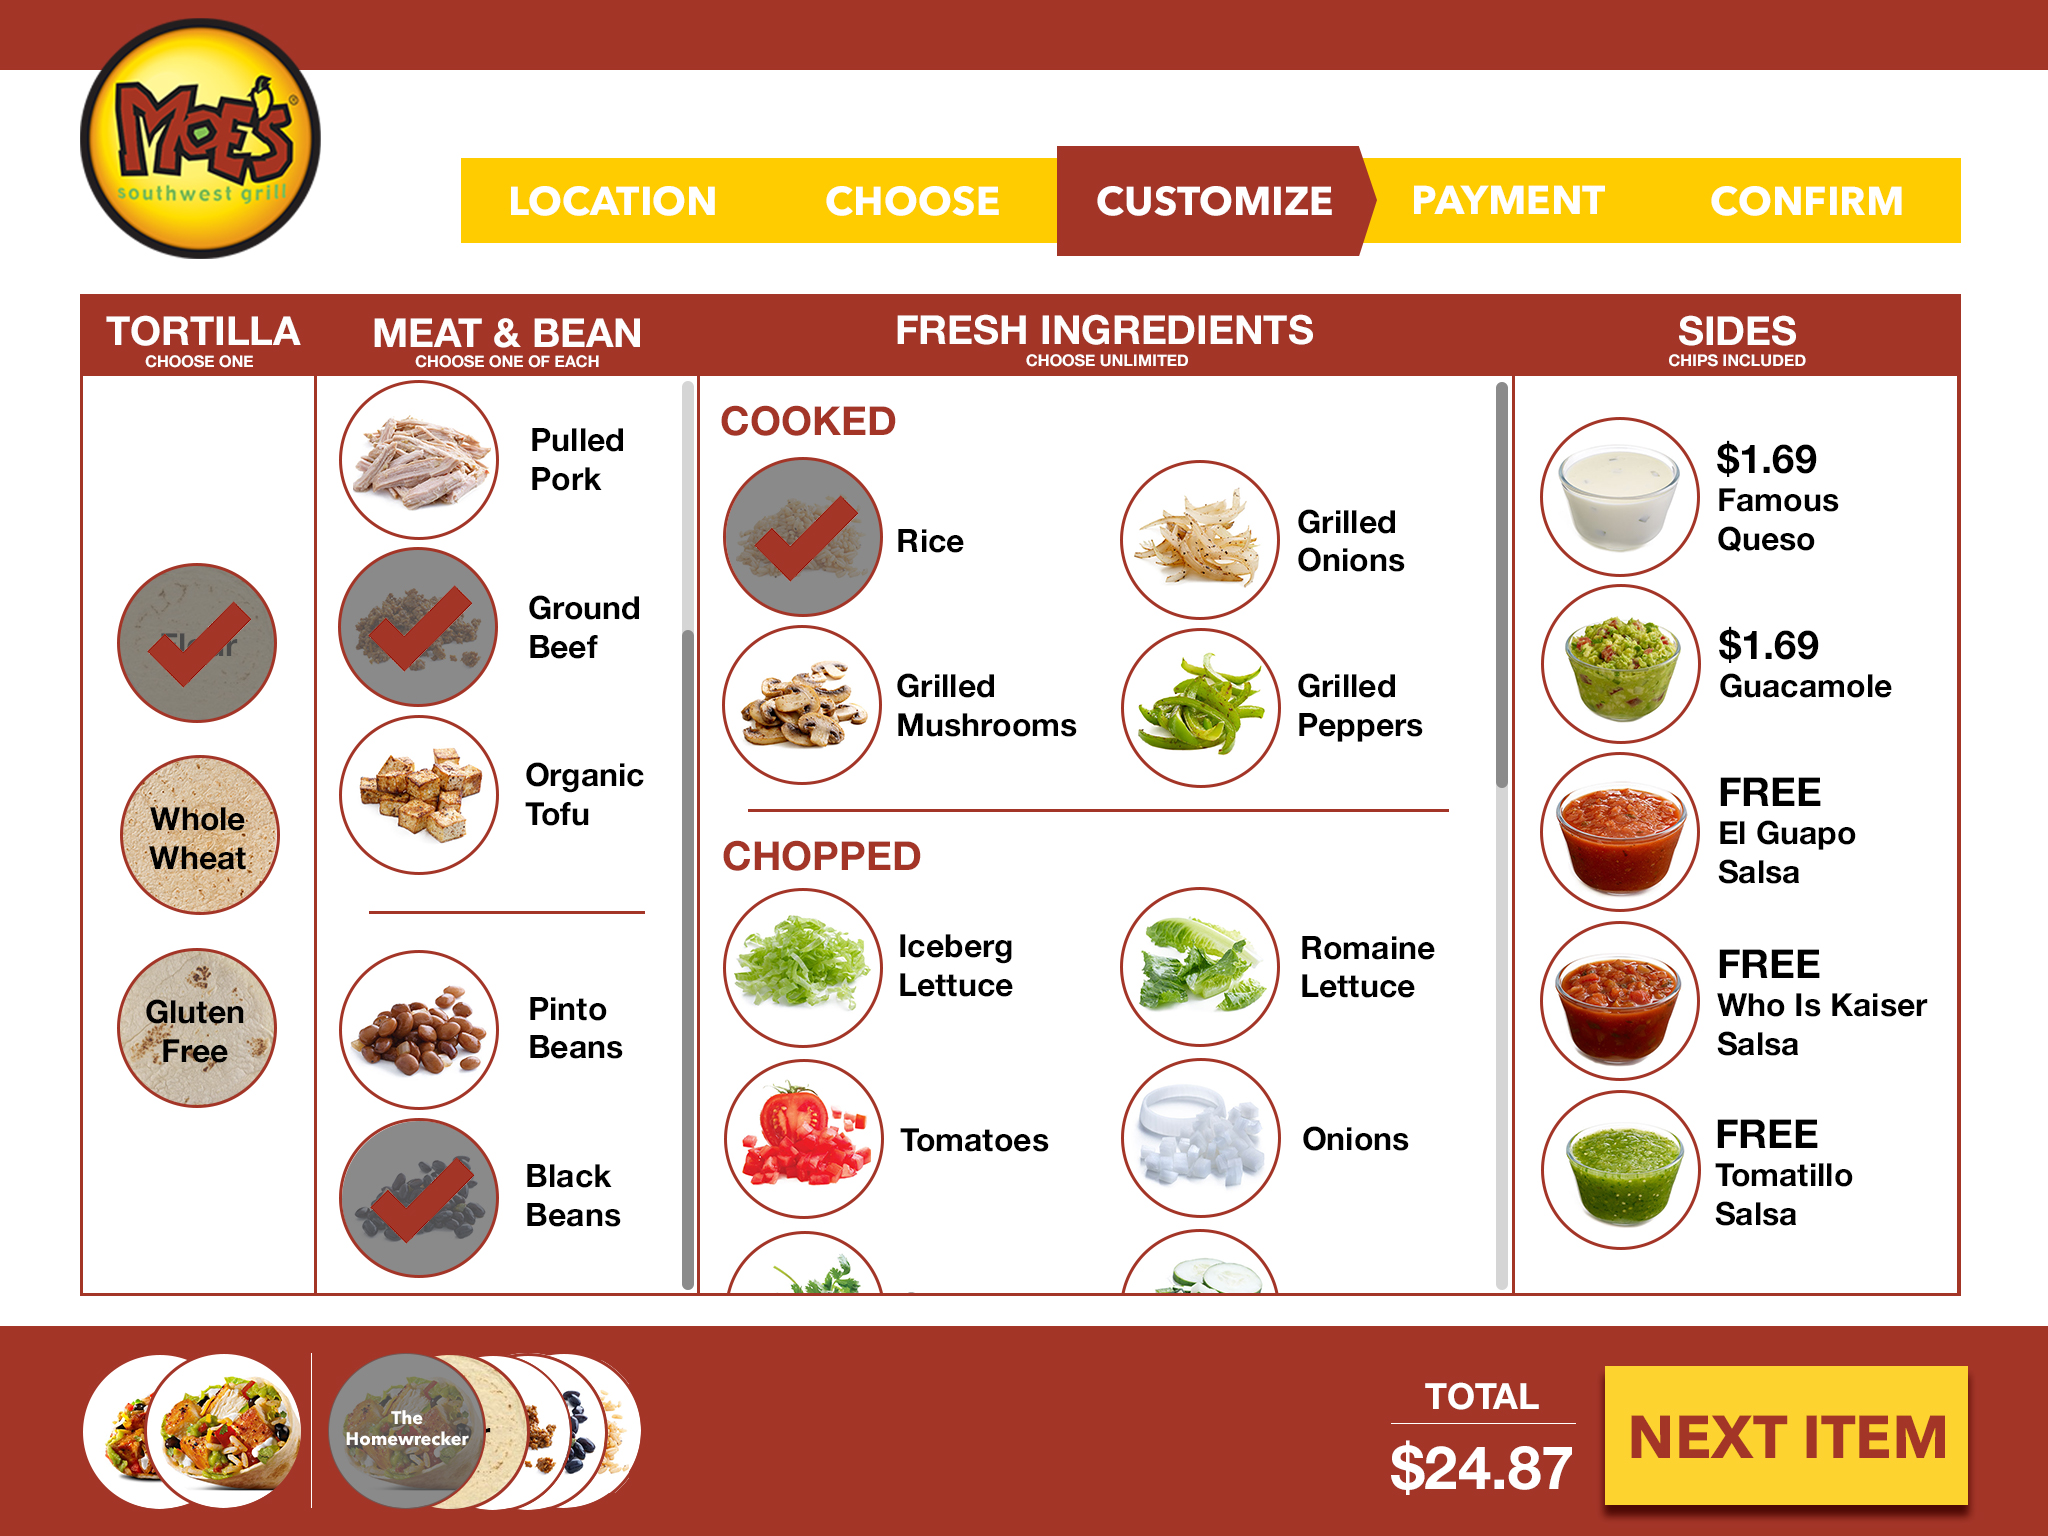 MOE'S®
southwest grill
LOCATION
CHOOSE
CUSTOMIZE
PAYMENT
CONFIRM
TORTILLA
CHOOSE ONE
MEAT & BEAN
CHOOSE ONE OF EACH
FRESH INGREDIENTS
CHOOSE UNLIMITED
SIDES
CHIPS INCLUDED
Flour
Whole
Wheat
Gluten
Free
Pulled
Pork
Ground
Beef
Organic
Tofu
Pinto
Beans
Black
Beans
COOKED
Rice
Grilled
Onions
Grilled
Mushrooms
Grilled
Peppers
CHOPPED
Iceberg
Lettuce
Romaine
Lettuce
Tomatoes
Onions
$1.69
Famous
Queso
$1.69
Guacamole
FREE
El Guapo
Salsa
FREE
Who Is Kaiser
Salsa
FREE
Tomatillo
Salsa
The
Homewrecker
TOTAL
$24.87
NEXT ITEM